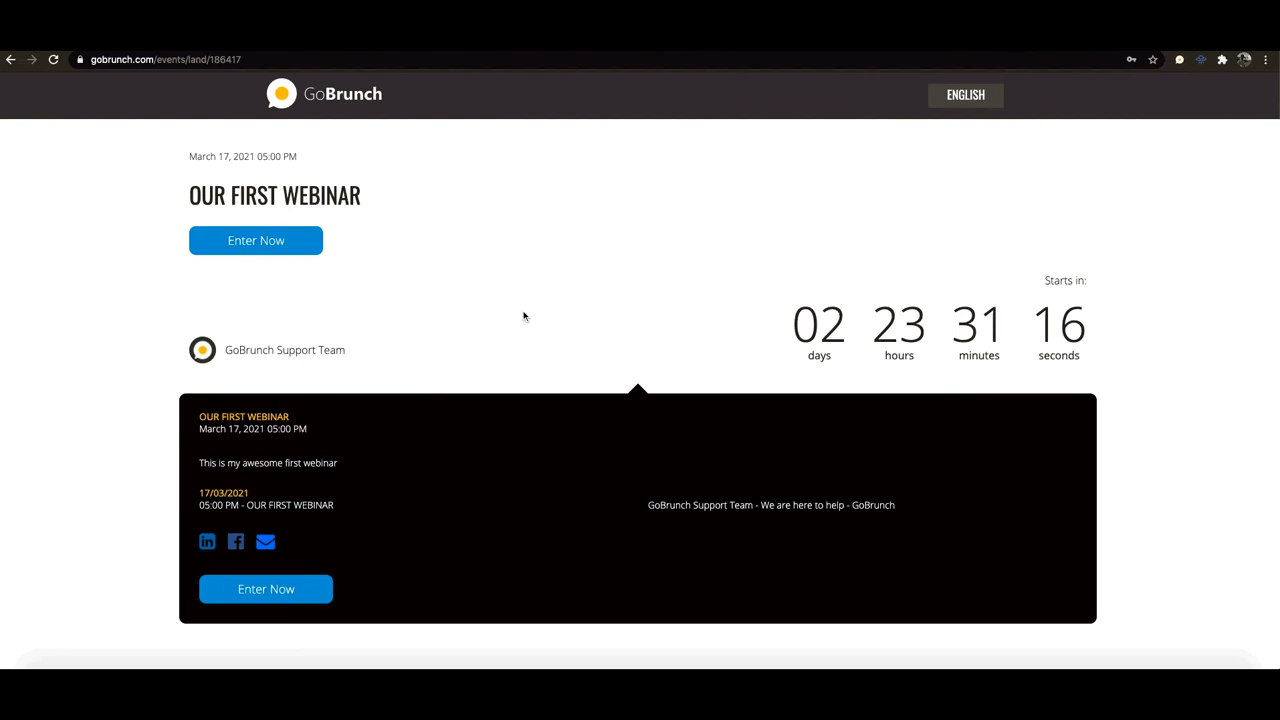 gobrunch.com/events/land/186417
GoBrunch
ENGLISH
March 17, 2021 05:00 PM
OUR FIRST WEBINAR
Enter Now
Starts in:
02 23 31 16
days hours minutes seconds
GoBrunch Support Team
OUR FIRST WEBINAR
March 17, 2021 05:00 PM
This is my awesome first webinar
17/03/2021
05:00 PM - OUR FIRST WEBINAR
GoBrunch Support Team - We are here to help - GoBrunch
in f
Enter Now